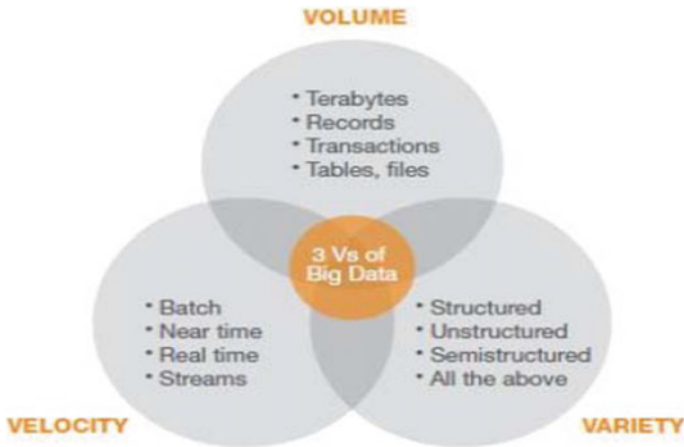 VOLUME
• Terabytes
• Records
• Transactions
• Tables, files
3 Vs of
Big Data
• Batch
• Near time
• Real time
• Streams
• Structured
• Unstructured
• Semistructured
• All the above
VELOCITY
VARIETY